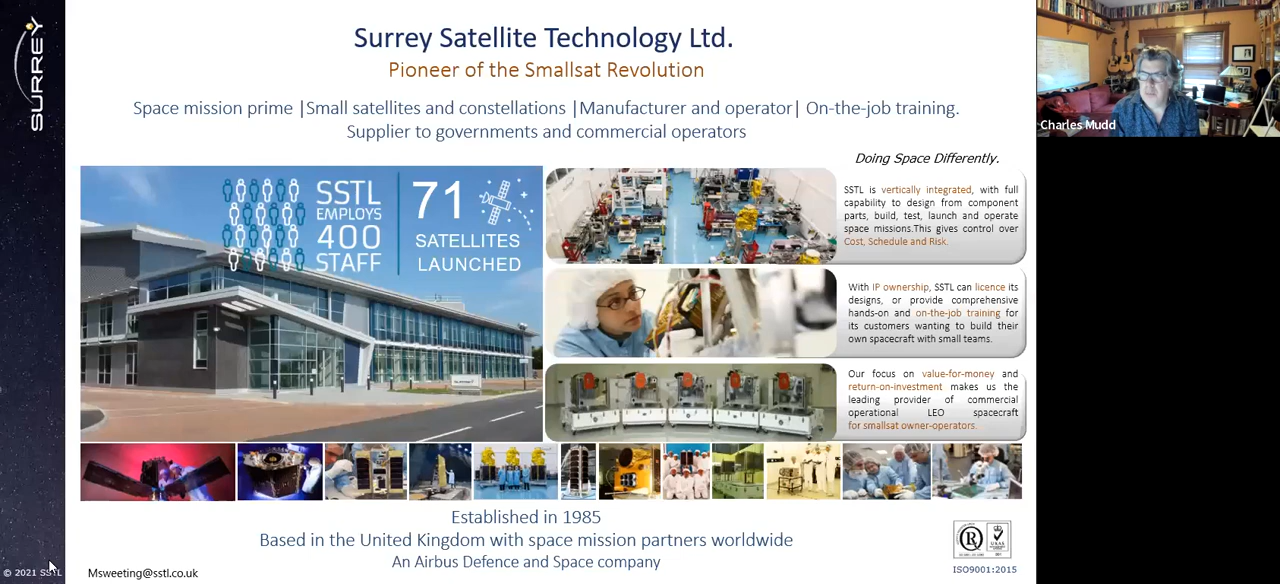 SURREY
Surrey Satellite Technology Ltd.
Pioneer of the Smallsat Revolution
Space mission prime |Small satellites and constellations |Manufacturer and operator| On-the-job training.
Supplier to governments and commercial operators
Charles Mudd
Doing Space Differently.
SSTL
EMPLOYS
400
STAFF
71
SATELLITES
LAUNCHED
SSTL is vertically integrated, with full
capability to design from component
parts, build, test, launch and operate
space missions.This gives control over
Cost, Schedule and Risk.
With IP ownership, SSTL can licence its
designs, or provide comprehensive
hands-on and on-the-job training for
its customers wanting to build their
own spacecraft with small teams.
Our focus on value-for-money and
return-on-investment makes us the
leading provider of commercial
operational LEO spacecraft
for smallsat owner-operators.
Established in 1985
Based in the United Kingdom with space mission partners worldwide
An Airbus Defence and Space company
R
UKAS
ISO9001:2015
© 2021 SSTL
Msweeting@sstl.co.uk